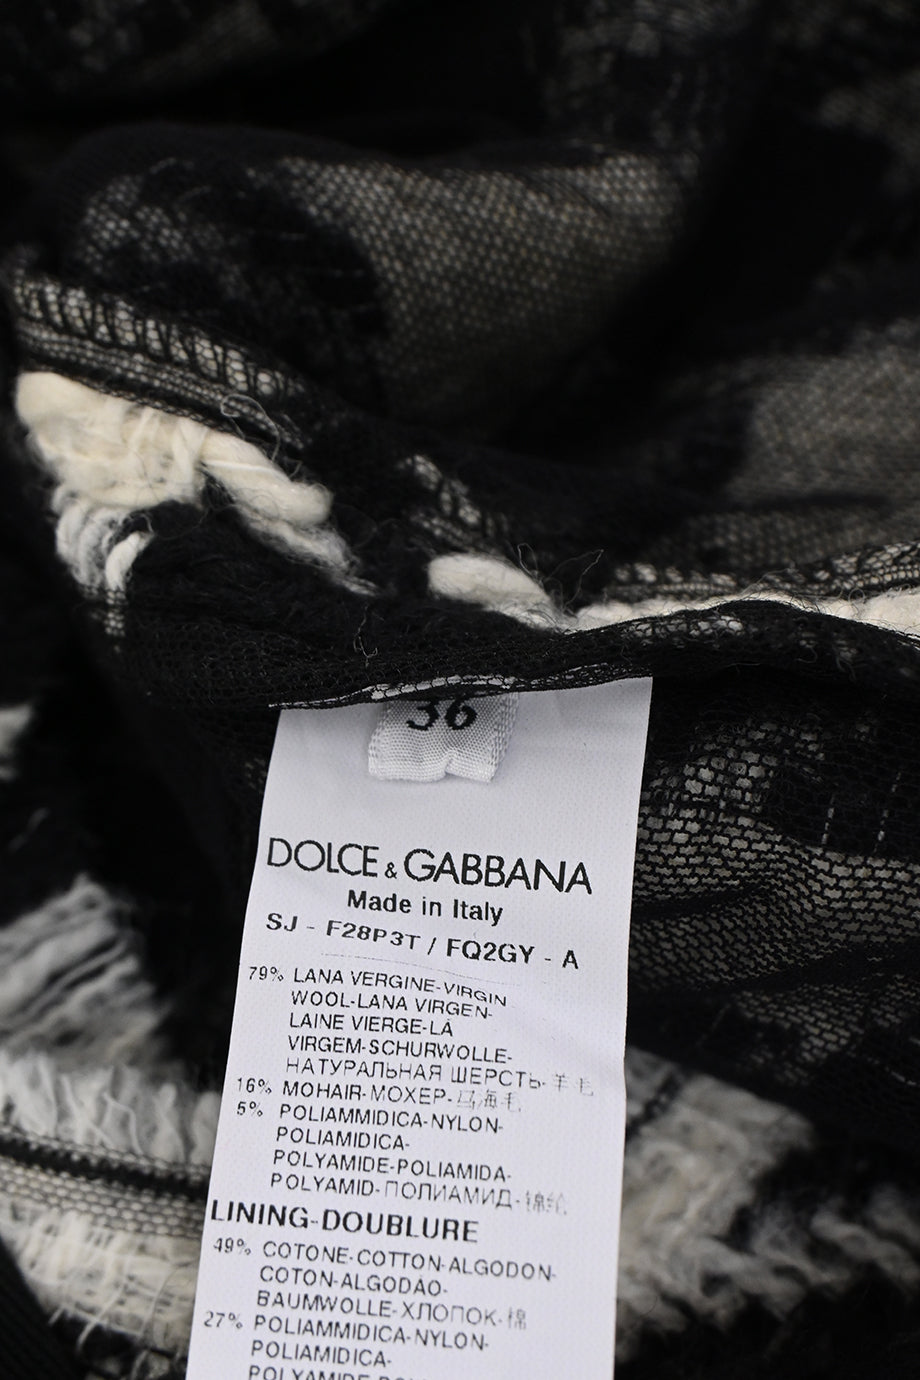 36
DOLCE & GABBANA
Made in Italy
SJ - F28P3T / FQ2GY - A
79% LANA VERGINE-VIRGIN
WOOL-LANA VIRGEN-
LAINE VIERGE-LÃ
VIRGEM-SCHURWOLLE-
НАТУРАЛЬНАЯ ШЕРСТЬ-羊毛
16% MOHAIR-МОХЕР-马海毛
5% POLIAMMIDICA-NYLON-
POLIAMIDICA-
POLYAMIDE-POLIAMIDA-
POLYAMID-ПОЛИАМИД-锦纶
LINING-DOUBLURE
49% COTONE-COTTON-ALGODON-
COTON-ALGODÃO-
BAUMWOLLE-ХЛОПОК-棉
27% POLIAMMIDICA-NYLON-
POLIAMIDICA-
POLYAMIDE-POLIAMIDA-